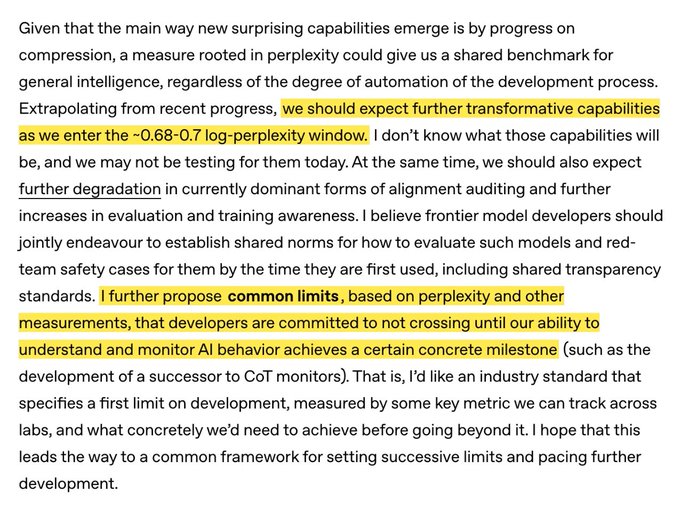 Given that the main way new surprising capabilities emerge is by progress on
compression, a measure rooted in perplexity could give us a shared benchmark for
general intelligence, regardless of the degree of automation of the development process.
Extrapolating from recent progress, we should expect further transformative capabilities
as we enter the ~0.68-0.7 log-perplexity window. I don’t know what those capabilities will
be, and we may not be testing for them today. At the same time, we should also expect
further degradation in currently dominant forms of alignment auditing and further
increases in evaluation and training awareness. I believe frontier model developers should
jointly endeavour to establish shared norms for how to evaluate such models and red-
team safety cases for them by the time they are first used, including shared transparency
standards. I further propose common limits, based on perplexity and other
measurements, that developers are committed to not crossing until our ability to
understand and monitor AI behavior achieves a certain concrete milestone (such as the
development of a successor to CoT monitors). That is, I’d like an industry standard that
specifies a first limit on development, measured by some key metric we can track across
labs, and what concretely we’d need to achieve before going beyond it. I hope that this
leads the way to a common framework for setting successive limits and pacing further
development.